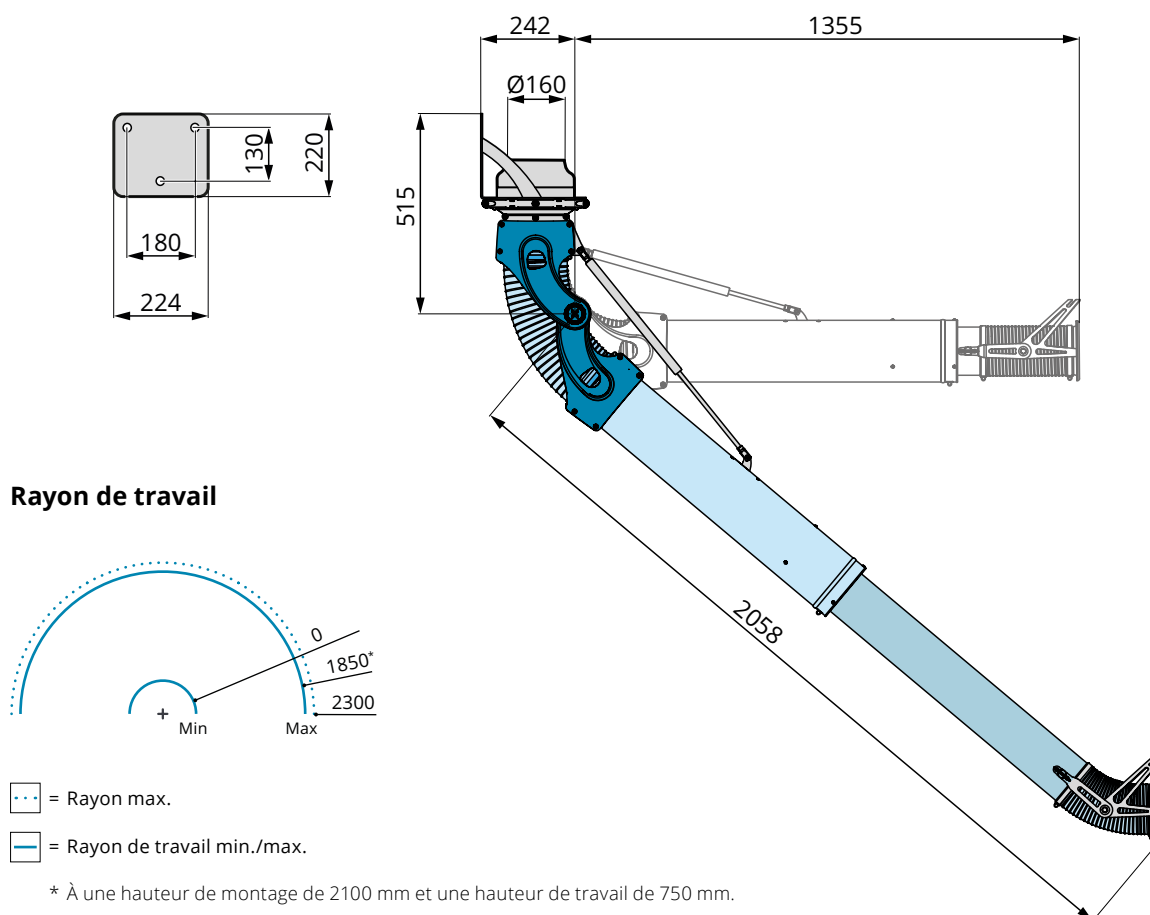 242
1355
Ø160
130
220
515
180
224
2058
Rayon de travail
0
1850*
2300
Min
Max
= Rayon max.
= Rayon de travail min./max.
* À une hauteur de montage de 2100 mm et une hauteur de travail de 750 mm.